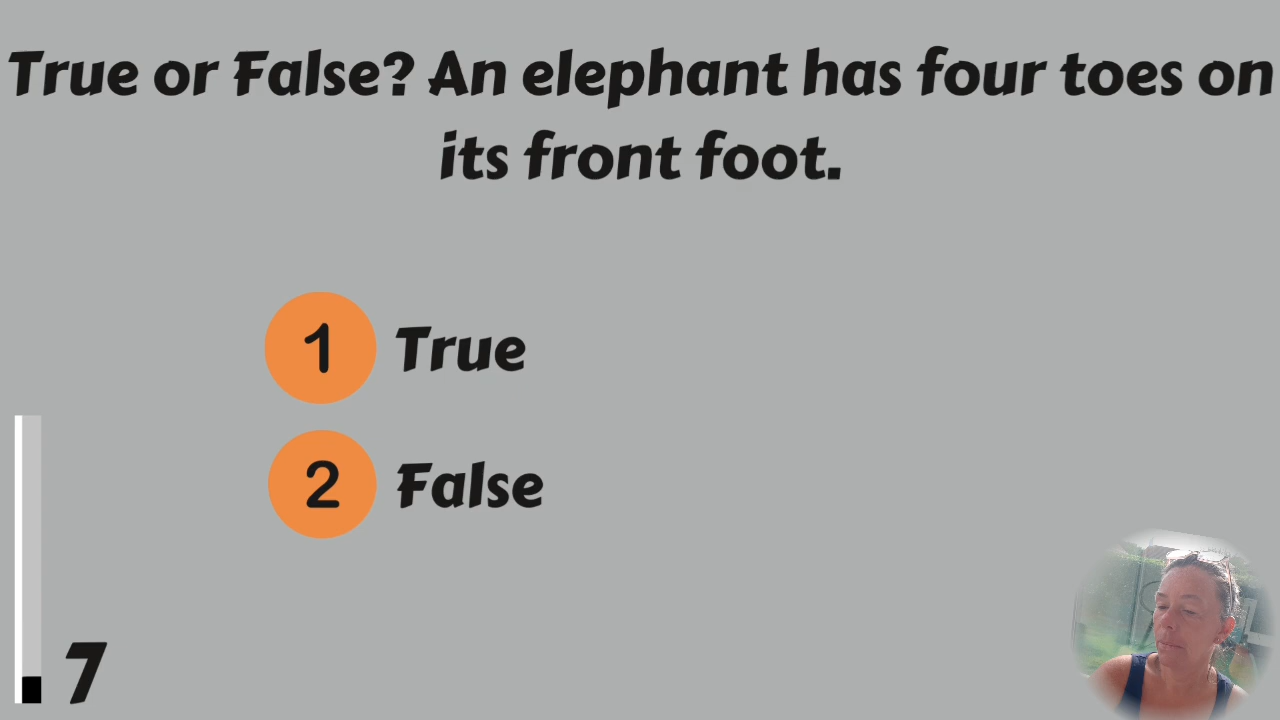 True or False? An elephant has four toes on
its front foot.
1 True
2 False
7